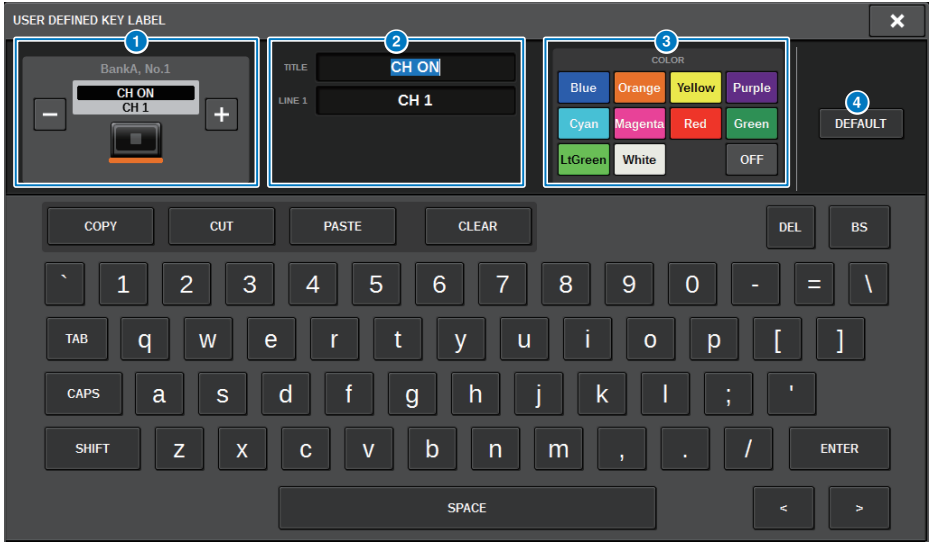 USER DEFINED KEY LABEL ×
1 2 3 4
BankA, No.1
CH ON
CH 1
− +
TITLE CH ON
LINE 1 CH 1
COLOR
Blue Orange Yellow Purple
Cyan Magenta Red Green
LtGreen White OFF
DEFAULT
COPY CUT PASTE CLEAR DEL BS
` 1 2 3 4 5 6 7 8 9 0 - = \
TAB q w e r t y u i o p [ ]
CAPS a s d f g h j k l ; '
SHIFT z x c v b n m , . / ENTER
SPACE < >